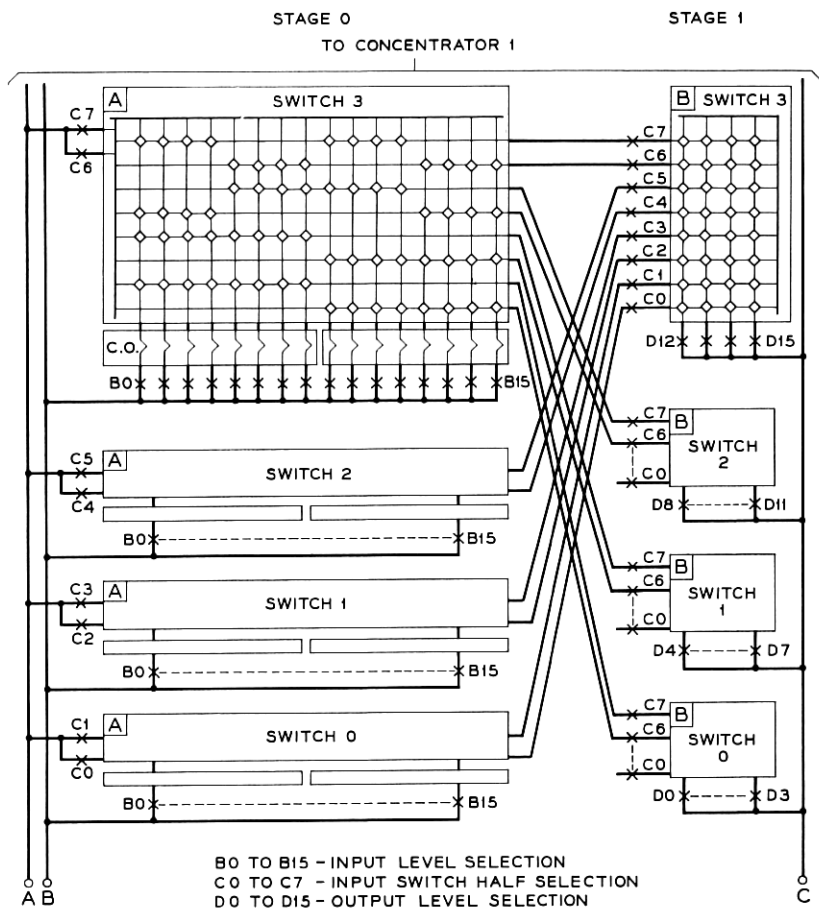 STAGE 0
STAGE 1
TO CONCENTRATOR 1
A
SWITCH 3
C7
C6
C.O.
B0
B15
B
SWITCH 3
C7
C6
C5
C4
C3
C2
C1
C0
D12
D15
A
SWITCH 2
C5
C4
B0
B15
B
SWITCH
2
C7
C6
C0
D8
D11
A
SWITCH 1
C3
C2
B0
B15
B
SWITCH
1
C7
C6
C0
D4
D7
A
SWITCH 0
C1
C0
B0
B15
B
SWITCH
0
C7
C6
C0
D0
D3
B0 TO B15 - INPUT LEVEL SELECTION
C0 TO C7 - INPUT SWITCH HALF SELECTION
D0 TO D15 - OUTPUT LEVEL SELECTION
A
B
C